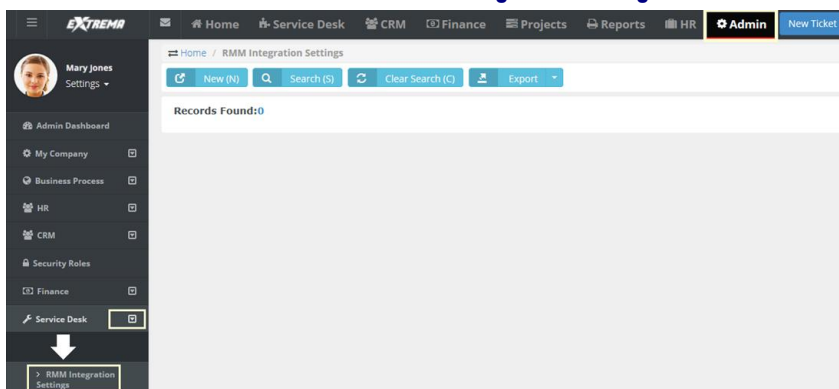 EXTREMA
Home Service Desk CRM Finance Projects Reports HR Admin New Ticket
Mary Jones
Settings
Home / RMM Integration Settings
New (N) Search (S) Clear Search (C) Export
Records Found:0
Admin Dashboard
My Company
Business Process
HR
CRM
Security Roles
Finance
Service Desk
> RMM Integration
Settings